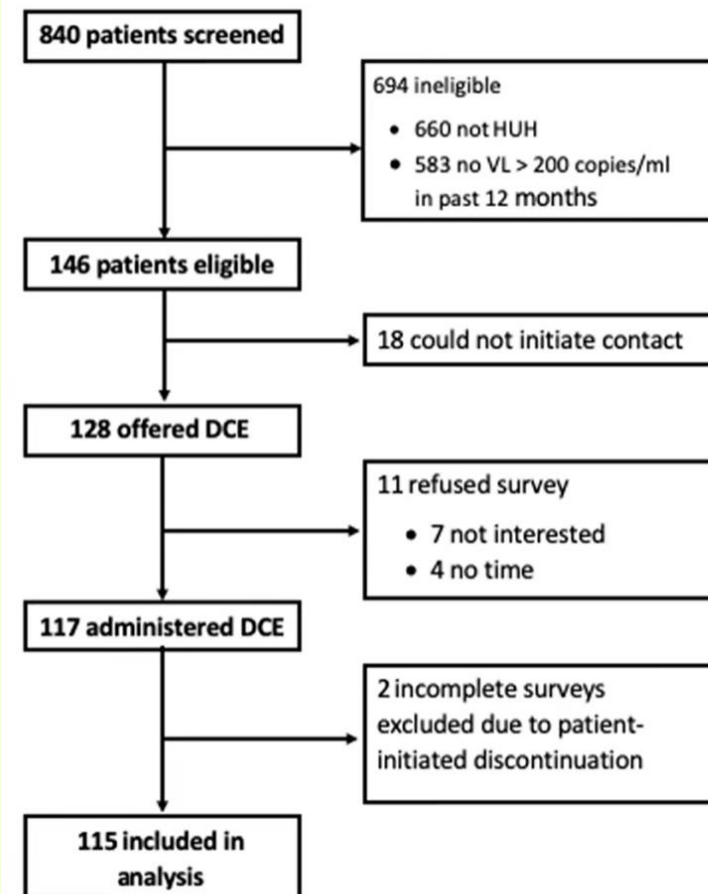 840 patients screened
694 ineligible
• 660 not HUH
• 583 no VL > 200 copies/ml
in past 12 months
146 patients eligible
18 could not initiate contact
128 offered DCE
11 refused survey
• 7 not interested
• 4 no time
117 administered DCE
2 incomplete surveys
excluded due to patient-
initiated discontinuation
115 included in
analysis